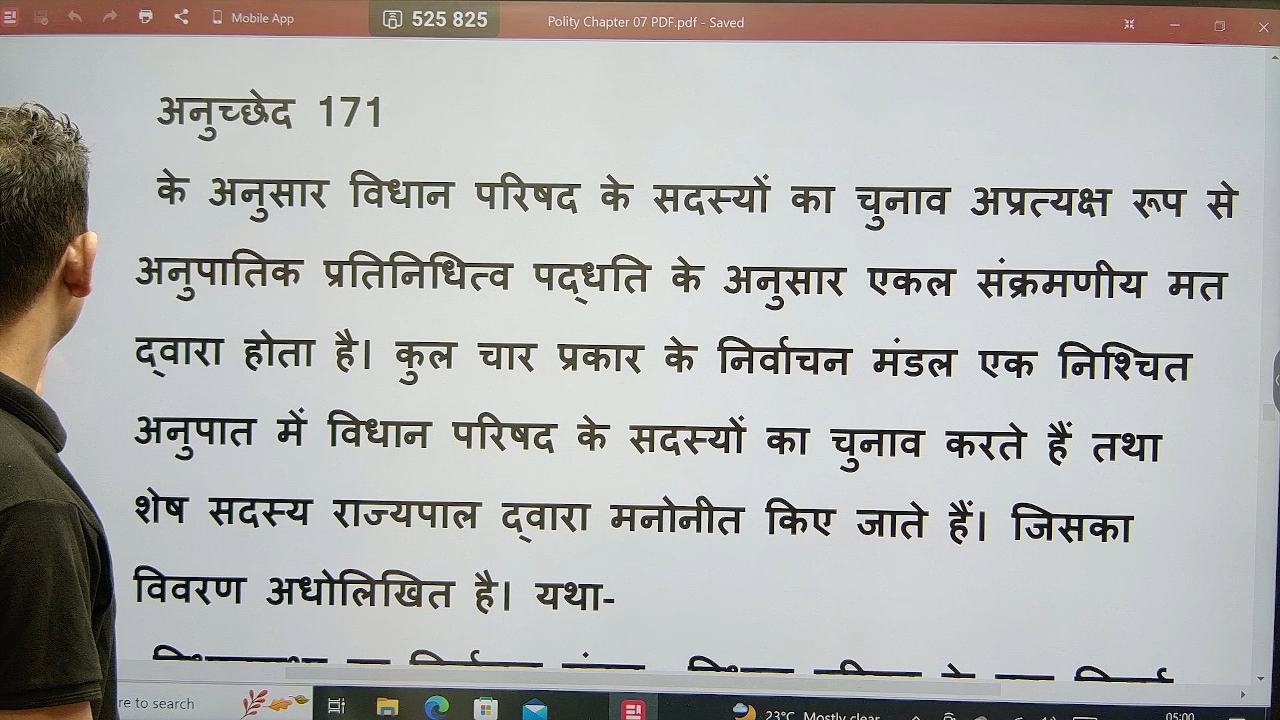 Mobile App
525 825
Polity Chapter 07 PDF.pdf - Saved
अनुच्छेद 171
के अनुसार विधान परिषद के सदस्यों का चुनाव अप्रत्यक्ष रूप से
अनुपातिक प्रतिनिधित्व पद्धति के अनुसार एकल संक्रमणीय मत
द्वारा होता है। कुल चार प्रकार के निर्वाचन मंडल एक निश्चित
अनुपात में विधान परिषद के सदस्यों का चुनाव करते हैं तथा
शेष सदस्य राज्यपाल द्वारा मनोनीत किए जाते हैं। जिसका
विवरण अधोलिखित है। यथा-
re to search
23°C Mostly clear
05:00